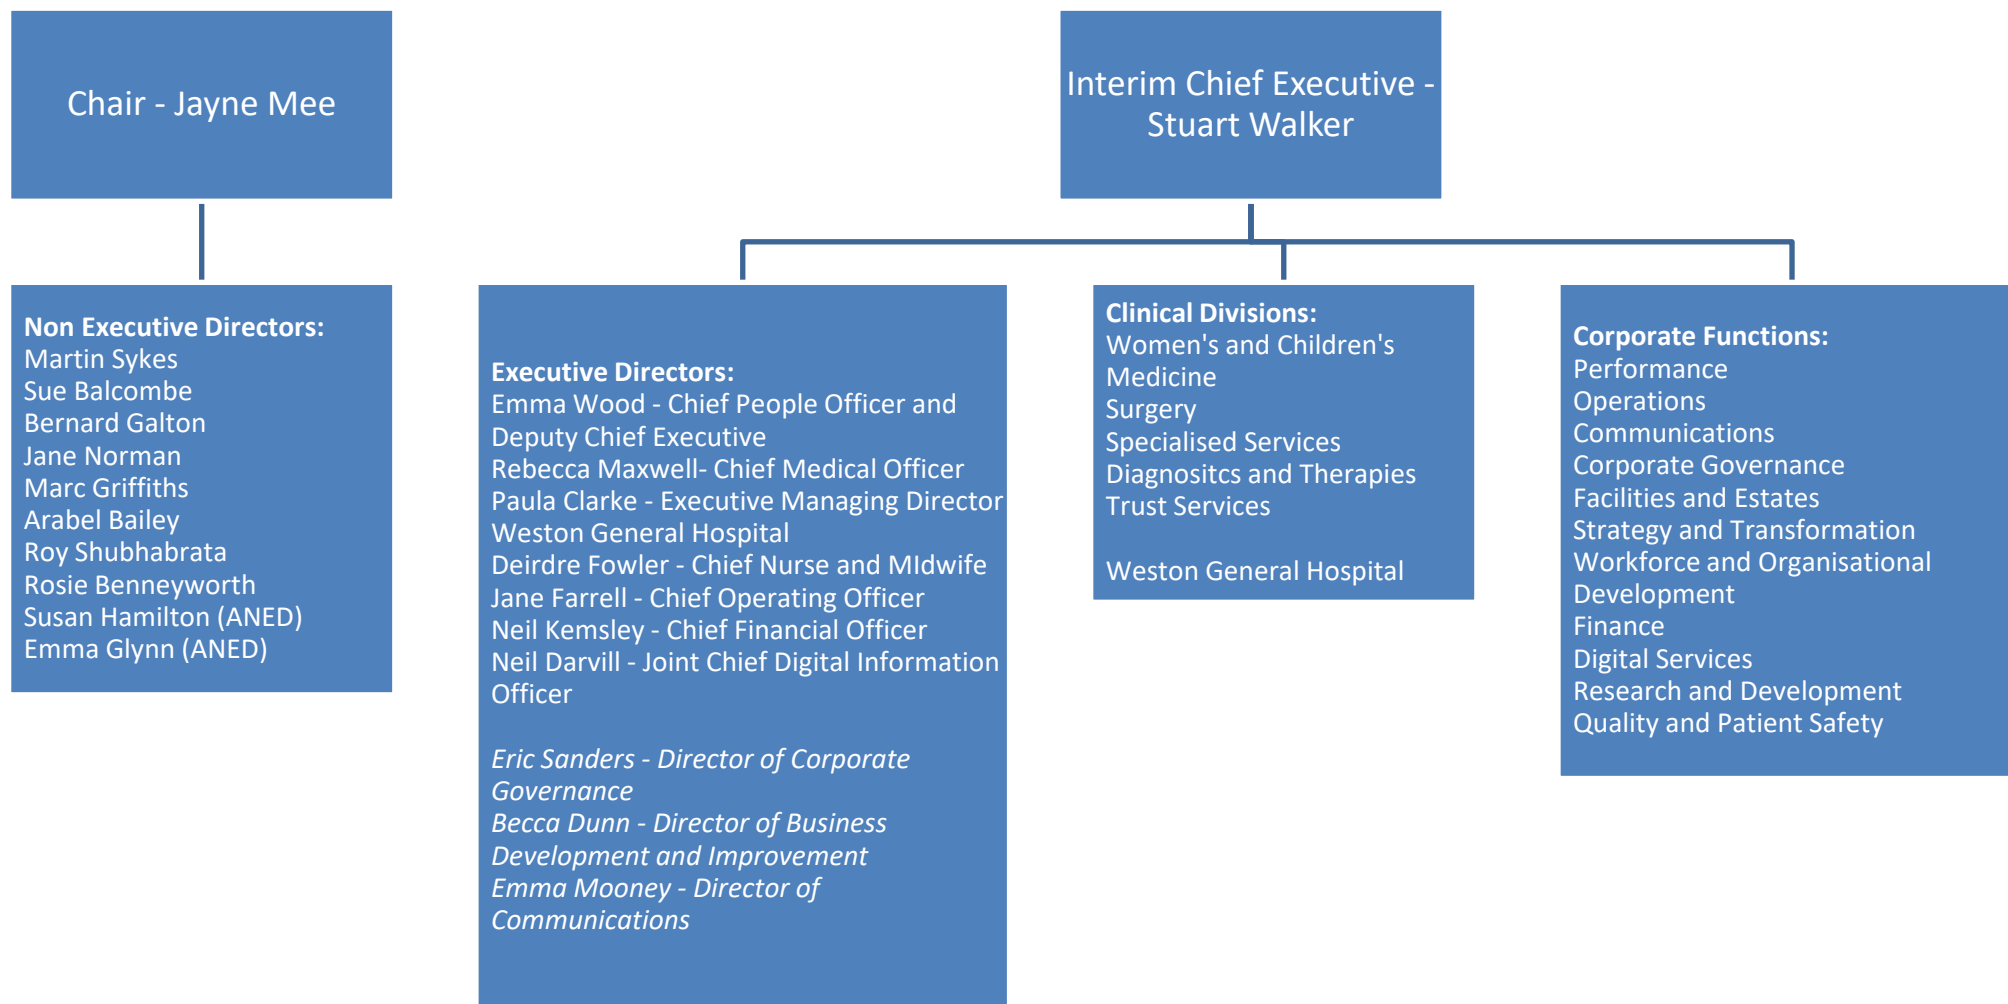 Chair - Jayne Mee
Interim Chief Executive -
Stuart Walker
Non Executive Directors:
Martin Sykes
Sue Balcombe
Bernard Galton
Jane Norman
Marc Griffiths
Arabel Bailey
Roy Shubhabrata
Rosie Benneyworth
Susan Hamilton (ANED)
Emma Glynn (ANED)
Executive Directors:
Emma Wood - Chief People Officer and
Deputy Chief Executive
Rebecca Maxwell- Chief Medical Officer
Paula Clarke - Executive Managing Director
Weston General Hospital
Deirdre Fowler - Chief Nurse and MIdwife
Jane Farrell - Chief Operating Officer
Neil Kemsley - Chief Financial Officer
Neil Darvill - Joint Chief Digital Information
Officer
Eric Sanders - Director of Corporate
Governance
Becca Dunn - Director of Business
Development and Improvement
Emma Mooney - Director of
Communications
Clinical Divisions:
Women's and Children's
Medicine
Surgery
Specialised Services
Diagnositcs and Therapies
Trust Services
Weston General Hospital
Corporate Functions:
Performance
Operations
Communications
Corporate Governance
Facilities and Estates
Strategy and Transformation
Workforce and Organisational
Development
Finance
Digital Services
Research and Development
Quality and Patient Safety